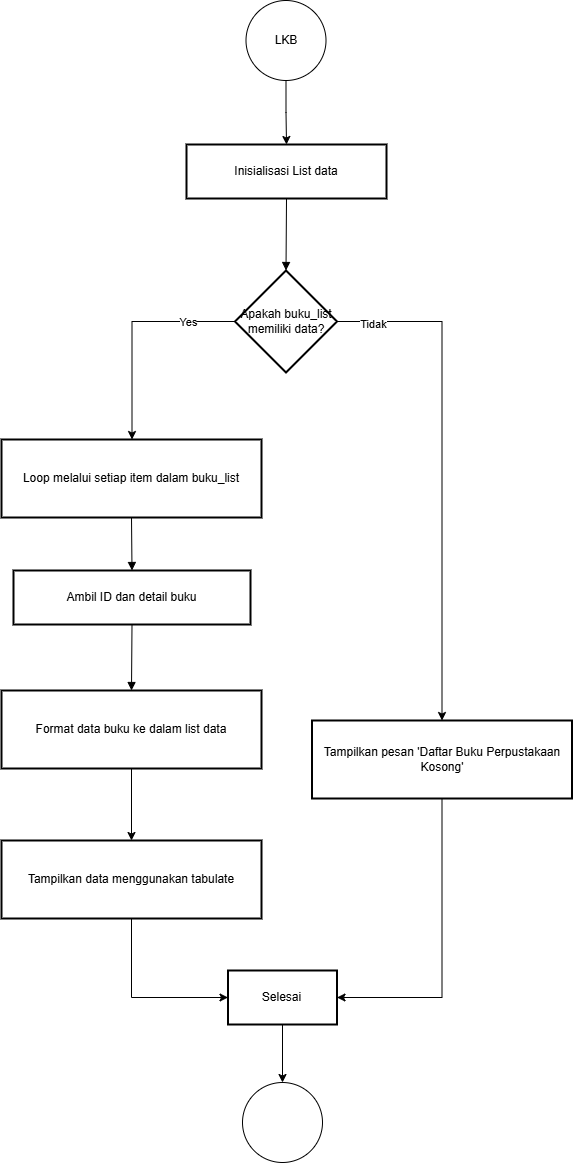 LKB
Inisialisasi List data
Apakah buku_list
memiliki data?
Yes
Tidak
Loop melalui setiap item dalam buku_list
Ambil ID dan detail buku
Format data buku ke dalam list data
Tampilkan pesan 'Daftar Buku Perpustakaan
Kosong'
Tampilkan data menggunakan tabulate
Selesai